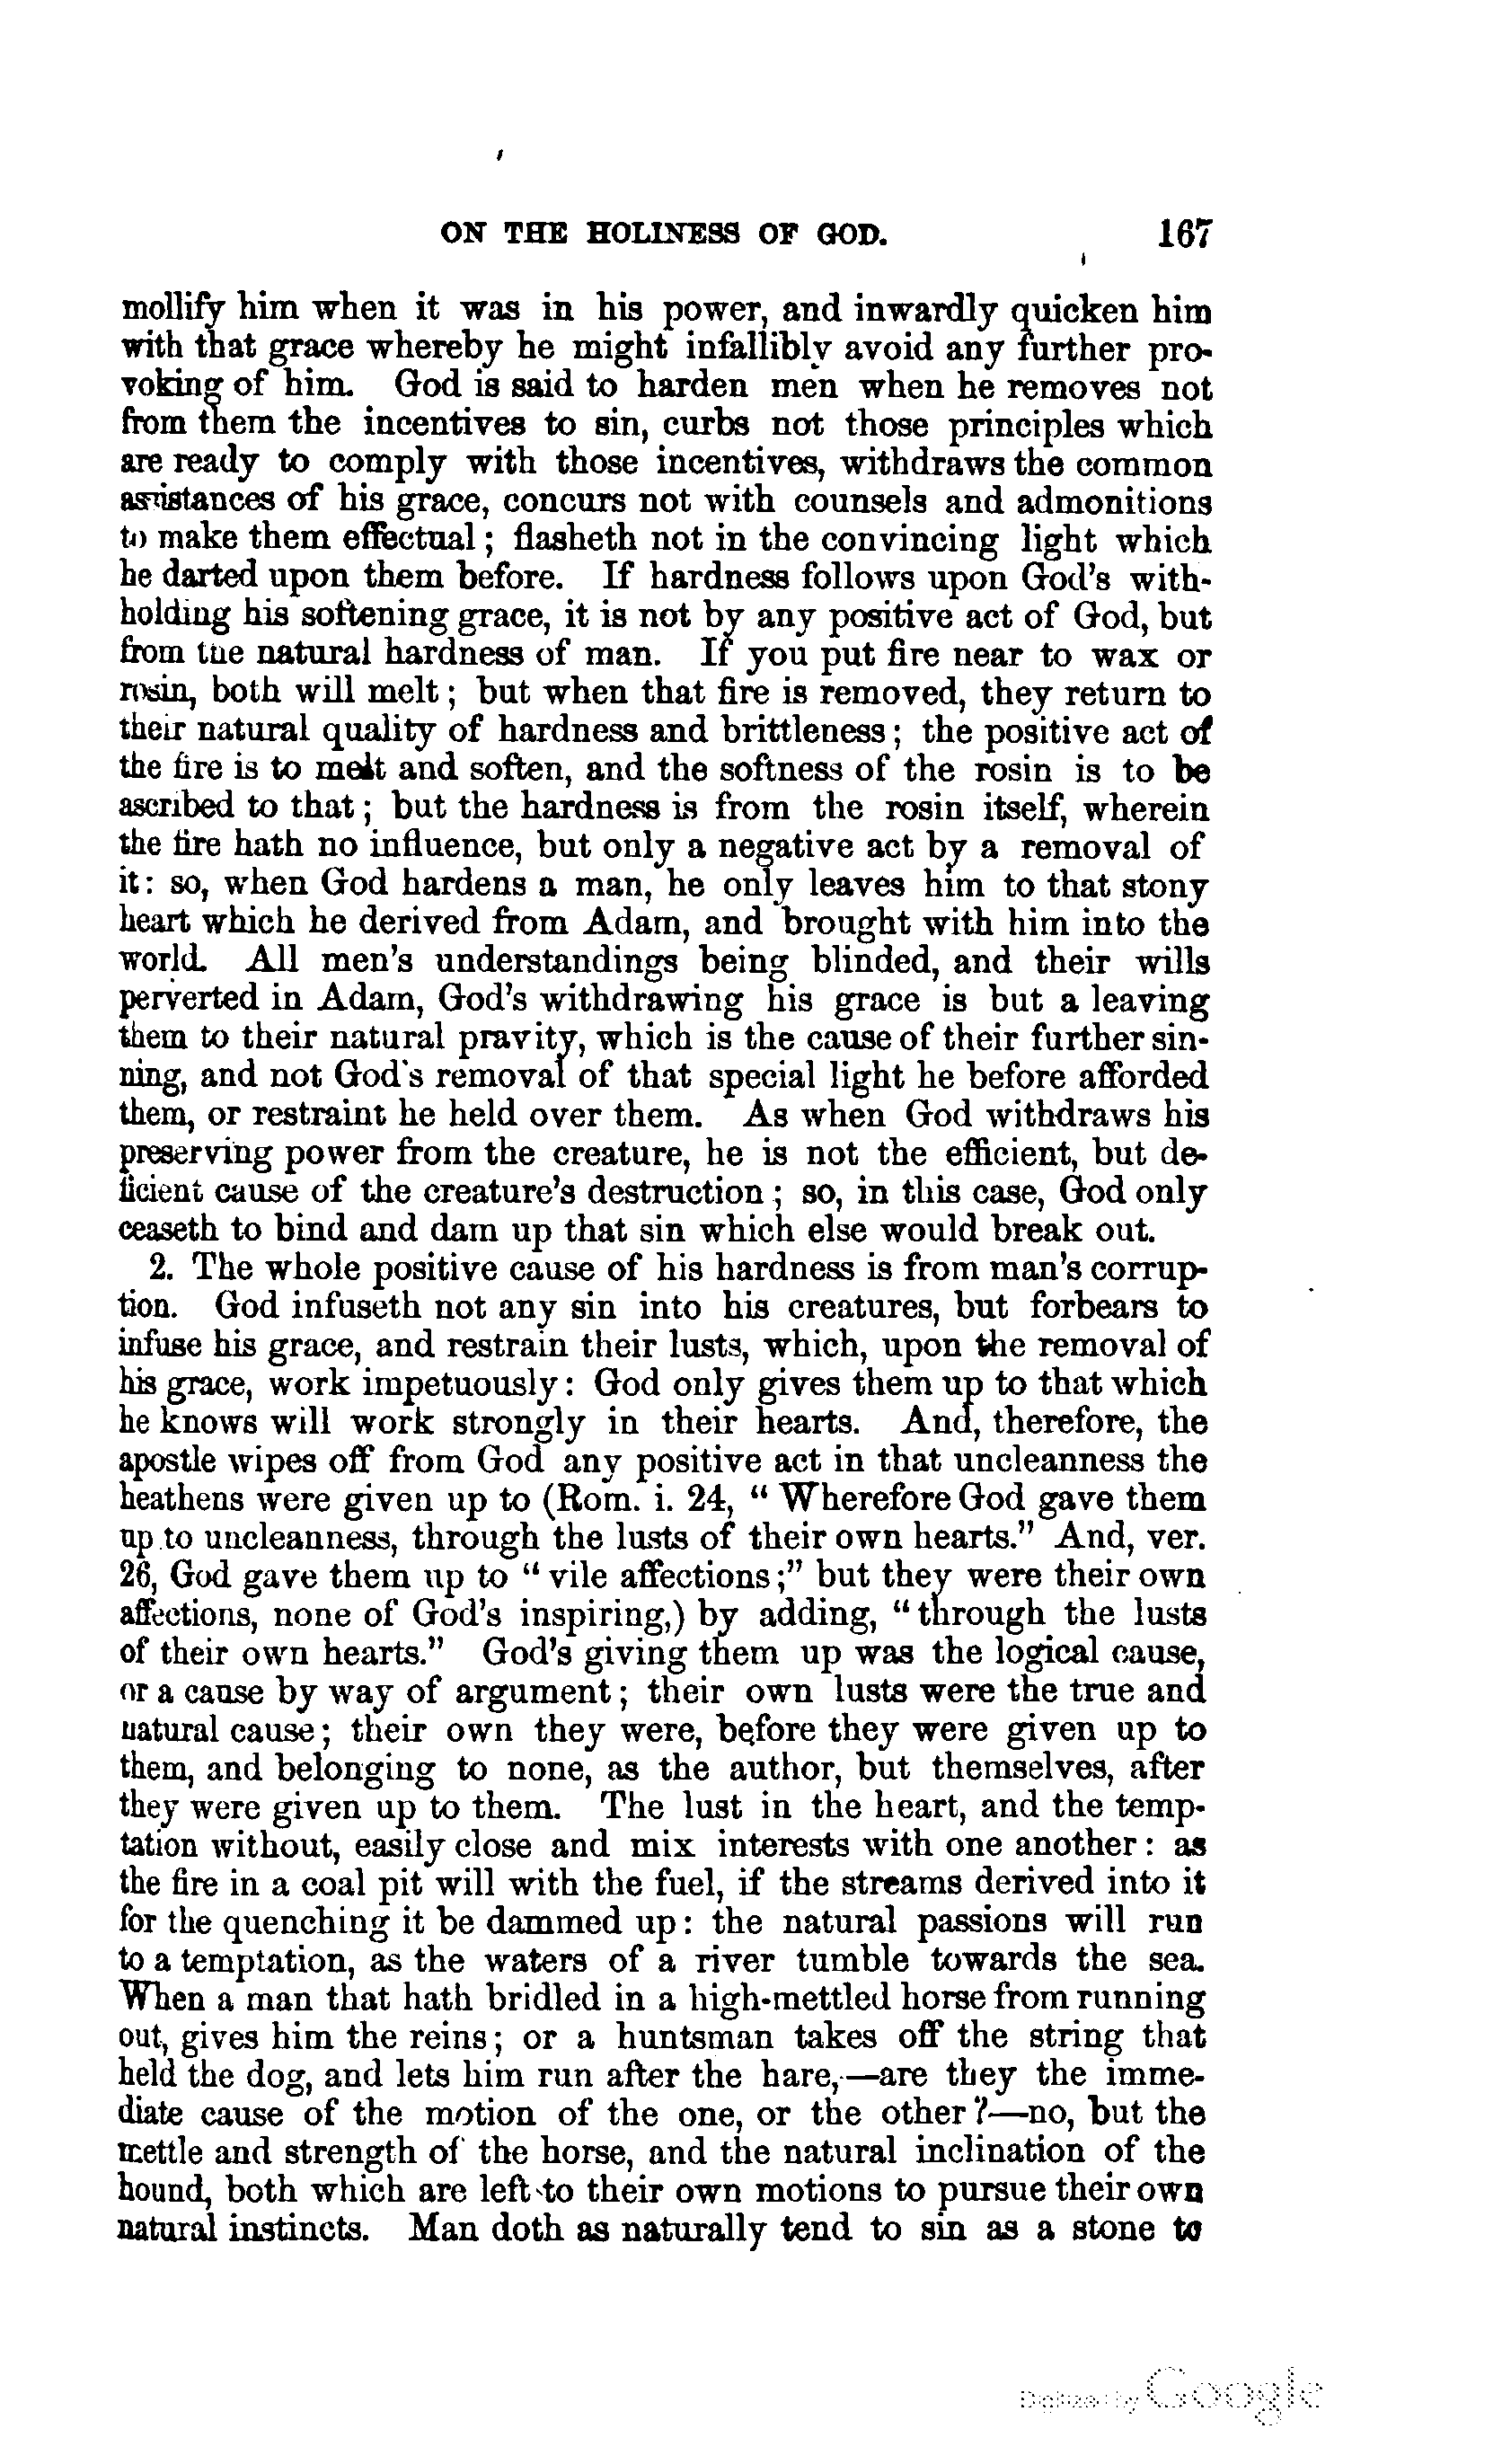 ON THE HOLINESS OF GOD. 167
mollify him when it was in his power, and inwardly quicken him
with that grace whereby he might infallibly avoid any further pro-
voking of him. God is said to harden men when he removes not
from them the incentives to sin, curbs not those principles which
are ready to comply with those incentives, withdraws the common
assistances of his grace, concurs not with counsels and admonitions
to make them effectual; flasheth not in the convincing light which
he darted upon them before. If hardness follows upon God's with-
holding his softening grace, it is not by any positive act of God, but
from the natural hardness of man. If you put fire near to wax or
rosin, both will melt; but when that fire is removed, they return to
their natural quality of hardness and brittleness; the positive act of
the fire is to melt and soften, and the softness of the rosin is to be
ascribed to that; but the hardness is from the rosin itself, wherein
the fire hath no influence, but only a negative act by a removal of
it: so, when God hardens a man, he only leaves him to that stony
heart which he derived from Adam, and brought with him into the
world. All men's understandings being blinded, and their wills
perverted in Adam, God's withdrawing his grace is but a leaving
them to their natural pravity, which is the cause of their further sin-
ning, and not God's removal of that special light he before afforded
them, or restraint he held over them. As when God withdraws his
preserving power from the creature, he is not the efficient, but de-
ficient cause of the creature's destruction; so, in this case, God only
ceaseth to bind and dam up that sin which else would break out.
2. The whole positive cause of his hardness is from man's corrup-
tion. God infuseth not any sin into his creatures, but forbears to
infuse his grace, and restrain their lusts, which, upon the removal of
his grace, work impetuously: God only gives them up to that which
he knows will work strongly in their hearts. And, therefore, the
apostle wipes off from God any positive act in that uncleanness the
heathens were given up to (Rom. i. 24, "Wherefore God gave them
up to uncleanness, through the lusts of their own hearts." And, ver.
26, God gave them up to "vile affections;" but they were their own
affections, none of God's inspiring,) by adding, "through the lusts
of their own hearts." God's giving them up was the logical cause,
or a cause by way of argument; their own lusts were the true and
natural cause; their own they were, before they were given up to
them, and belonging to none, as the author, but themselves, after
they were given up to them. The lust in the heart, and the temp-
tation without, easily close and mix interests with one another: as
the fire in a coal pit will with the fuel, if the streams derived into it
for the quenching it be dammed up: the natural passions will run
to a temptation, as the waters of a river tumble towards the sea.
When a man that hath bridled in a high-mettled horse from running
out, gives him the reins; or a huntsman takes off the string that
held the dog, and lets him run after the hare,—are they the imme-
diate cause of the motion of the one, or the other?—no, but the
mettle and strength of the horse, and the natural inclination of the
hound, both which are left to their own motions to pursue their own
natural instincts. Man doth as naturally tend to sin as a stone to
Digitized by Google